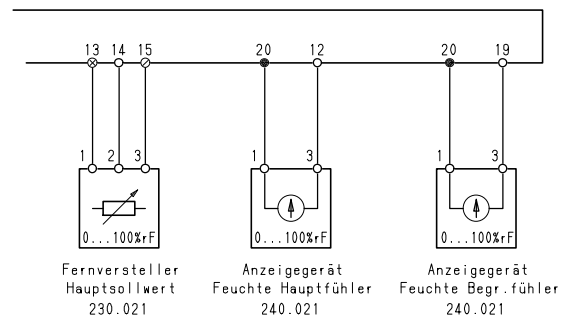 13 14 15 20 12 20 19
1 2 3 1 3 1 3
0...100%rF 0...100%rF 0...100%rF
Fernversteller Anzeigegerät Anzeigegerät
Hauptsollwert Feuchte Hauptfühler Feuchte Begr.fühler
230.021 240.021 240.021